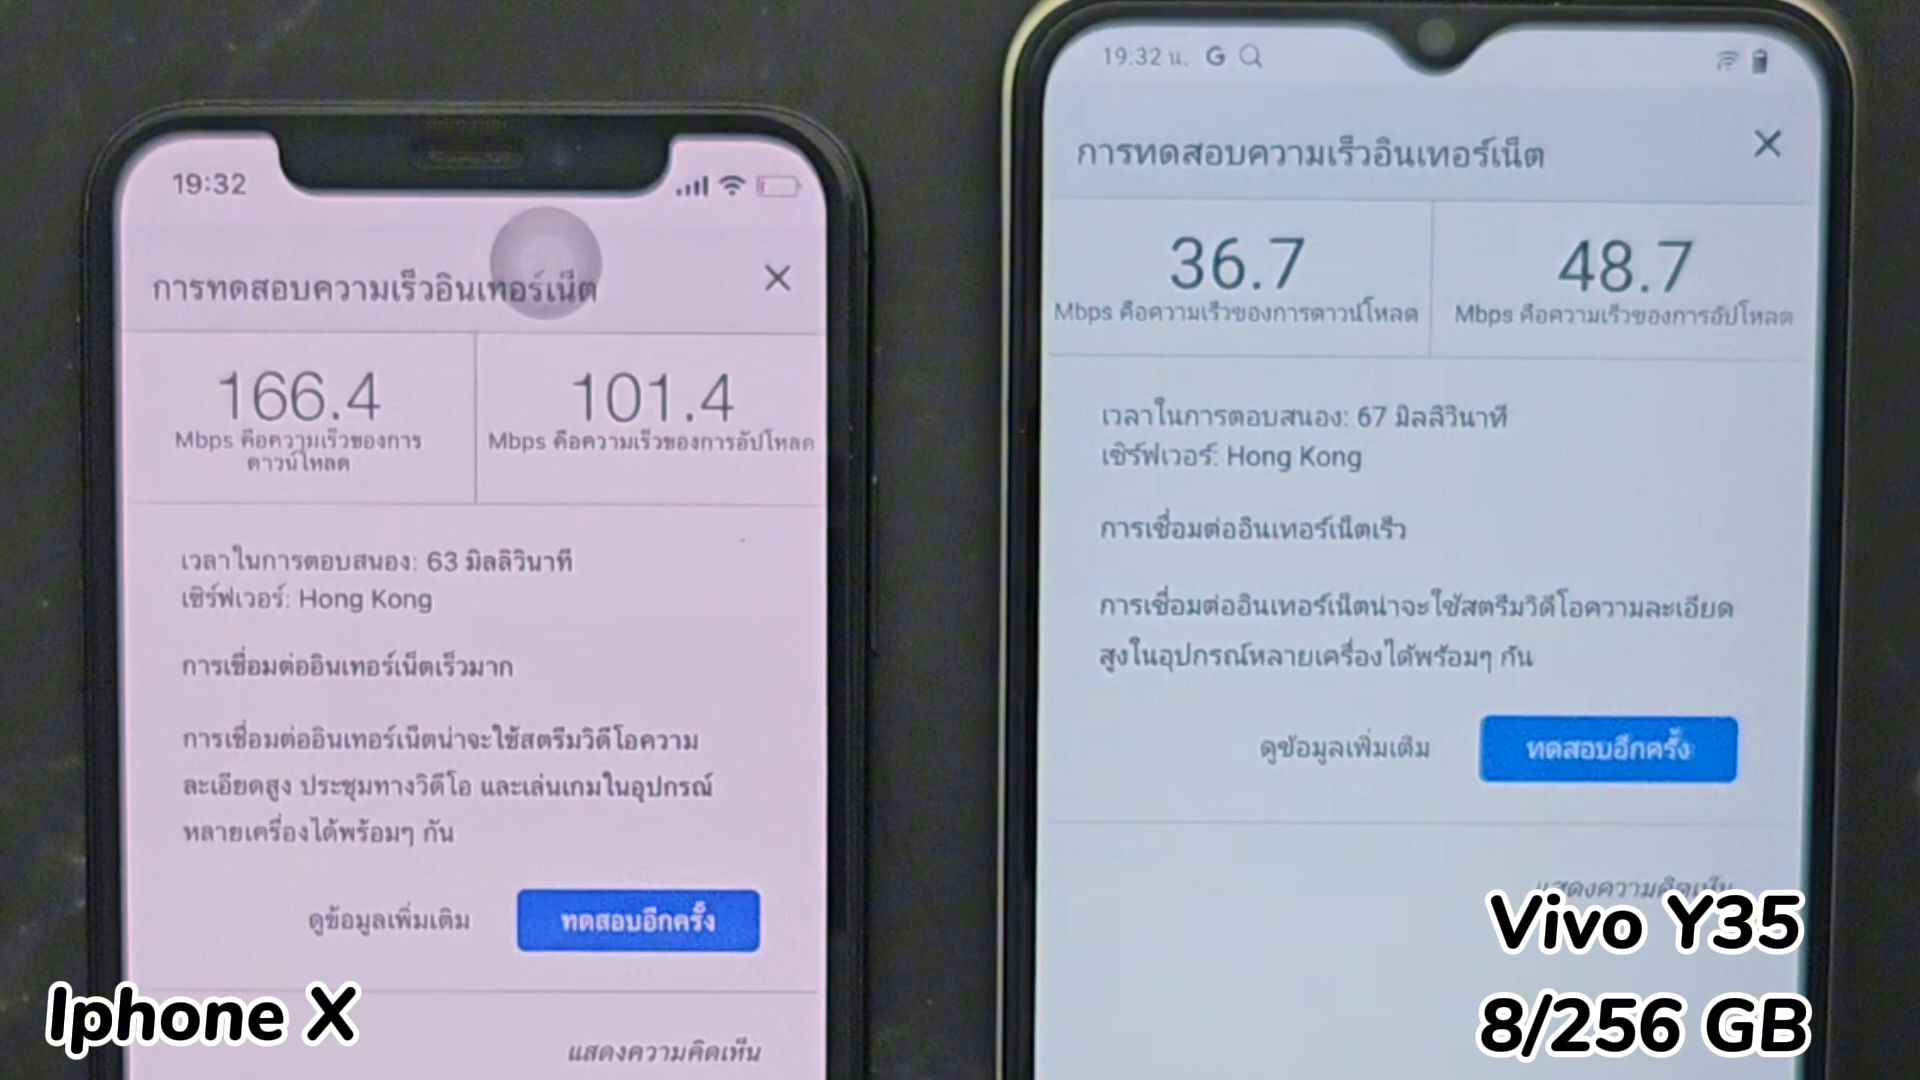 19:32
การทดสอบความเร็วอินเทอร์เน็ต
166.4
Mbps คือความเร็วของการ
ดาวน์โหลด
101.4
Mbps คือความเร็วของการอัปโหลด
เวลาในการตอบสนอง: 63 มิลลิวินาที
เซิร์ฟเวอร์: Hong Kong
การเชื่อมต่ออินเทอร์เน็ตเร็วมาก
การเชื่อมต่ออินเทอร์เน็ตน่าจะใช้สตรีมวิดีโอความ
ละเอียดสูง ประชุมทางวิดีโอ และเล่นเกมในอุปกรณ์
หลายเครื่องได้พร้อมๆ กัน
ดูข้อมูลเพิ่มเติม
ทดสอบอีกครั้ง
แสดงความคิดเห็น
Iphone X
19:32 น. G
การทดสอบความเร็วอินเทอร์เน็ต
36.7
Mbps คือความเร็วของการดาวน์โหลด
48.7
Mbps คือความเร็วของการอัปโหลด
เวลาในการตอบสนอง: 67 มิลลิวินาที
เซิร์ฟเวอร์: Hong Kong
การเชื่อมต่ออินเทอร์เน็ตเร็ว
การเชื่อมต่ออินเทอร์เน็ตน่าจะใช้สตรีมวิดีโอความละเอียด
สูงในอุปกรณ์หลายเครื่องได้พร้อมๆ กัน
ดูข้อมูลเพิ่มเติม
ทดสอบอีกครั้ง
แสดงความคิดเห็น
Vivo Y35
8/256 GB